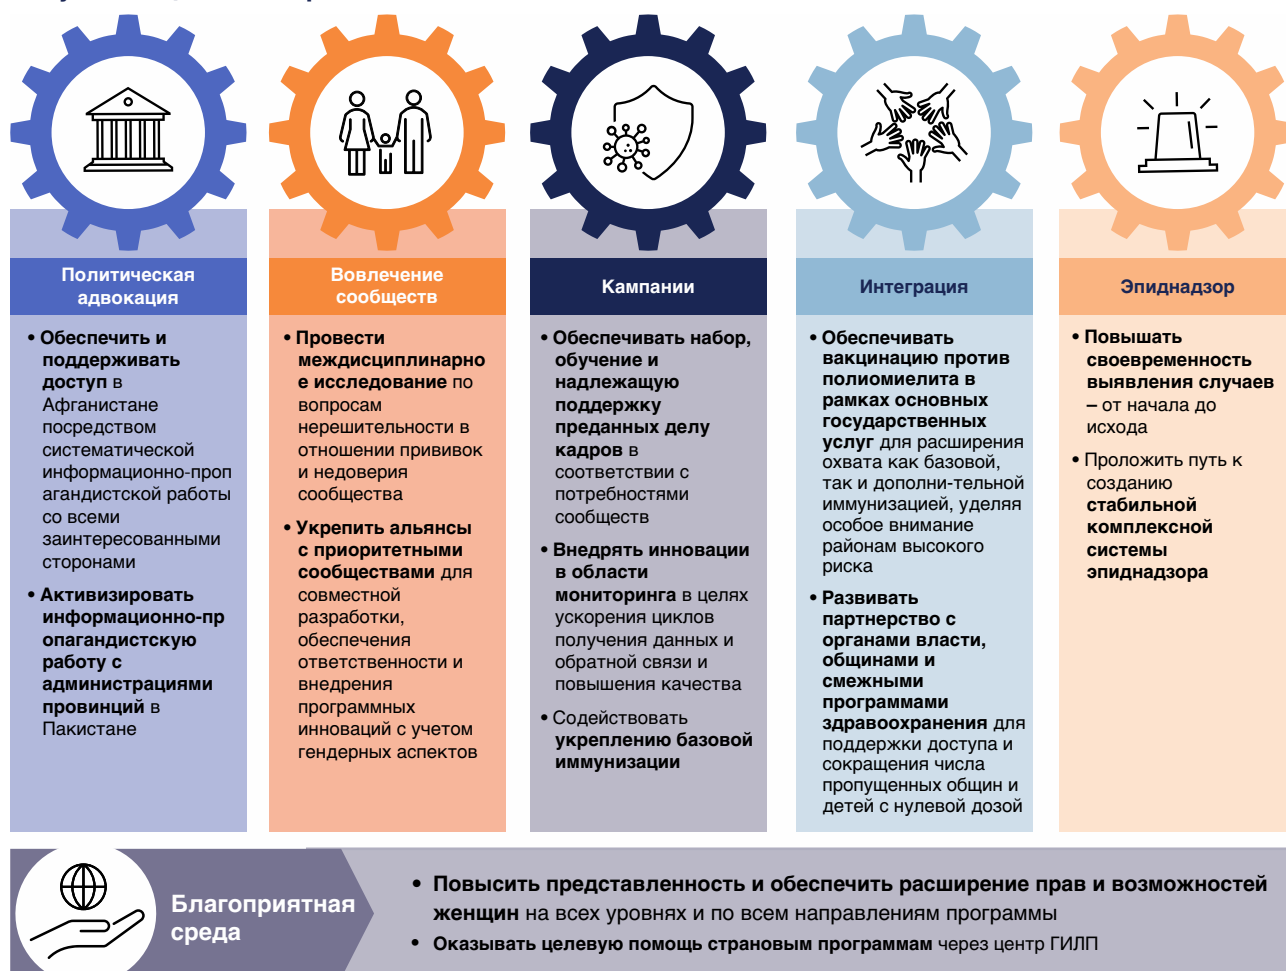 Политическая
адвокация
• Обеспечить и
поддерживать
доступ в
Афганистане
посредством
систематической
информационно-проп
агандистской работы
со всеми
заинтересованными
сторонами
• Активизировать
информационно-пр
опагандистскую
работу с
администрациями
провинций в
Пакистане
Вовлечение
сообществ
• Провести
междисциплинарно
е исследование по
вопросам
нерешительности в
отношении прививок
и недоверия
сообщества
• Укрепить альянсы
с приоритетными
сообществами для
совместной
разработки,
обеспечения
ответственности и
внедрения
программных
инноваций с учетом
гендерных аспектов
Кампании
• Обеспечивать набор,
обучение и
надлежащую
поддержку
преданных делу
кадров в
соответствии с
потребностями
сообществ
• Внедрять инновации
в области
мониторинга в целях
ускорения циклов
получения данных и
обратной связи и
повышения качества
• Содействовать
укреплению базовой
иммунизации
Интеграция
• Обеспечивать
вакцинацию против
полиомиелита в
рамках основных
государственных
услуг для расширения
охвата как базовой,
так и дополни-тельной
иммунизацией, уделяя
особое внимание
районам высокого
риска
• Развивать
партнерство с
органами власти,
общинами и
смежными
программами
здравоохранения для
поддержки доступа и
сокращения числа
пропущенных общин и
детей с нулевой дозой
Эпиднадзор
• Повышать
своевременность
выявления случаев
– от начала до
исхода
• Проложить путь к
созданию
стабильной
комплексной
системы
эпиднадзора
Благоприятная
среда
• Повысить представленность и обеспечить расширение прав и возможностей
женщин на всех уровнях и по всем направлениям программы
• Оказывать целевую помощь страновым программам через центр ГИЛП